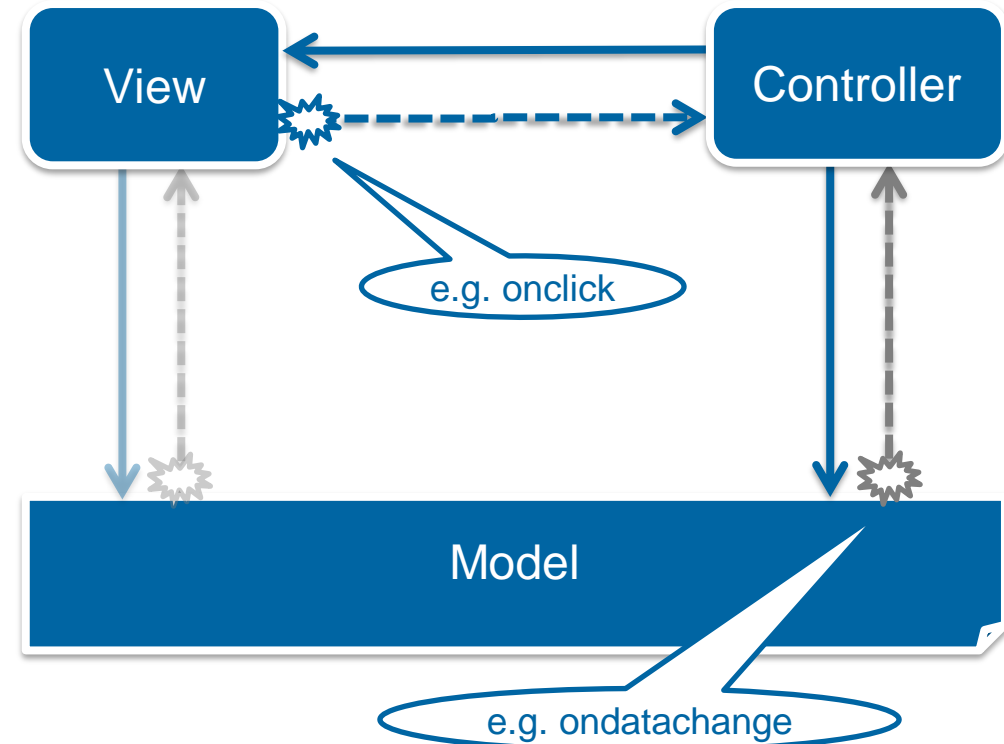 View
Controller
e.g. onclick
Model
e.g. ondatachange